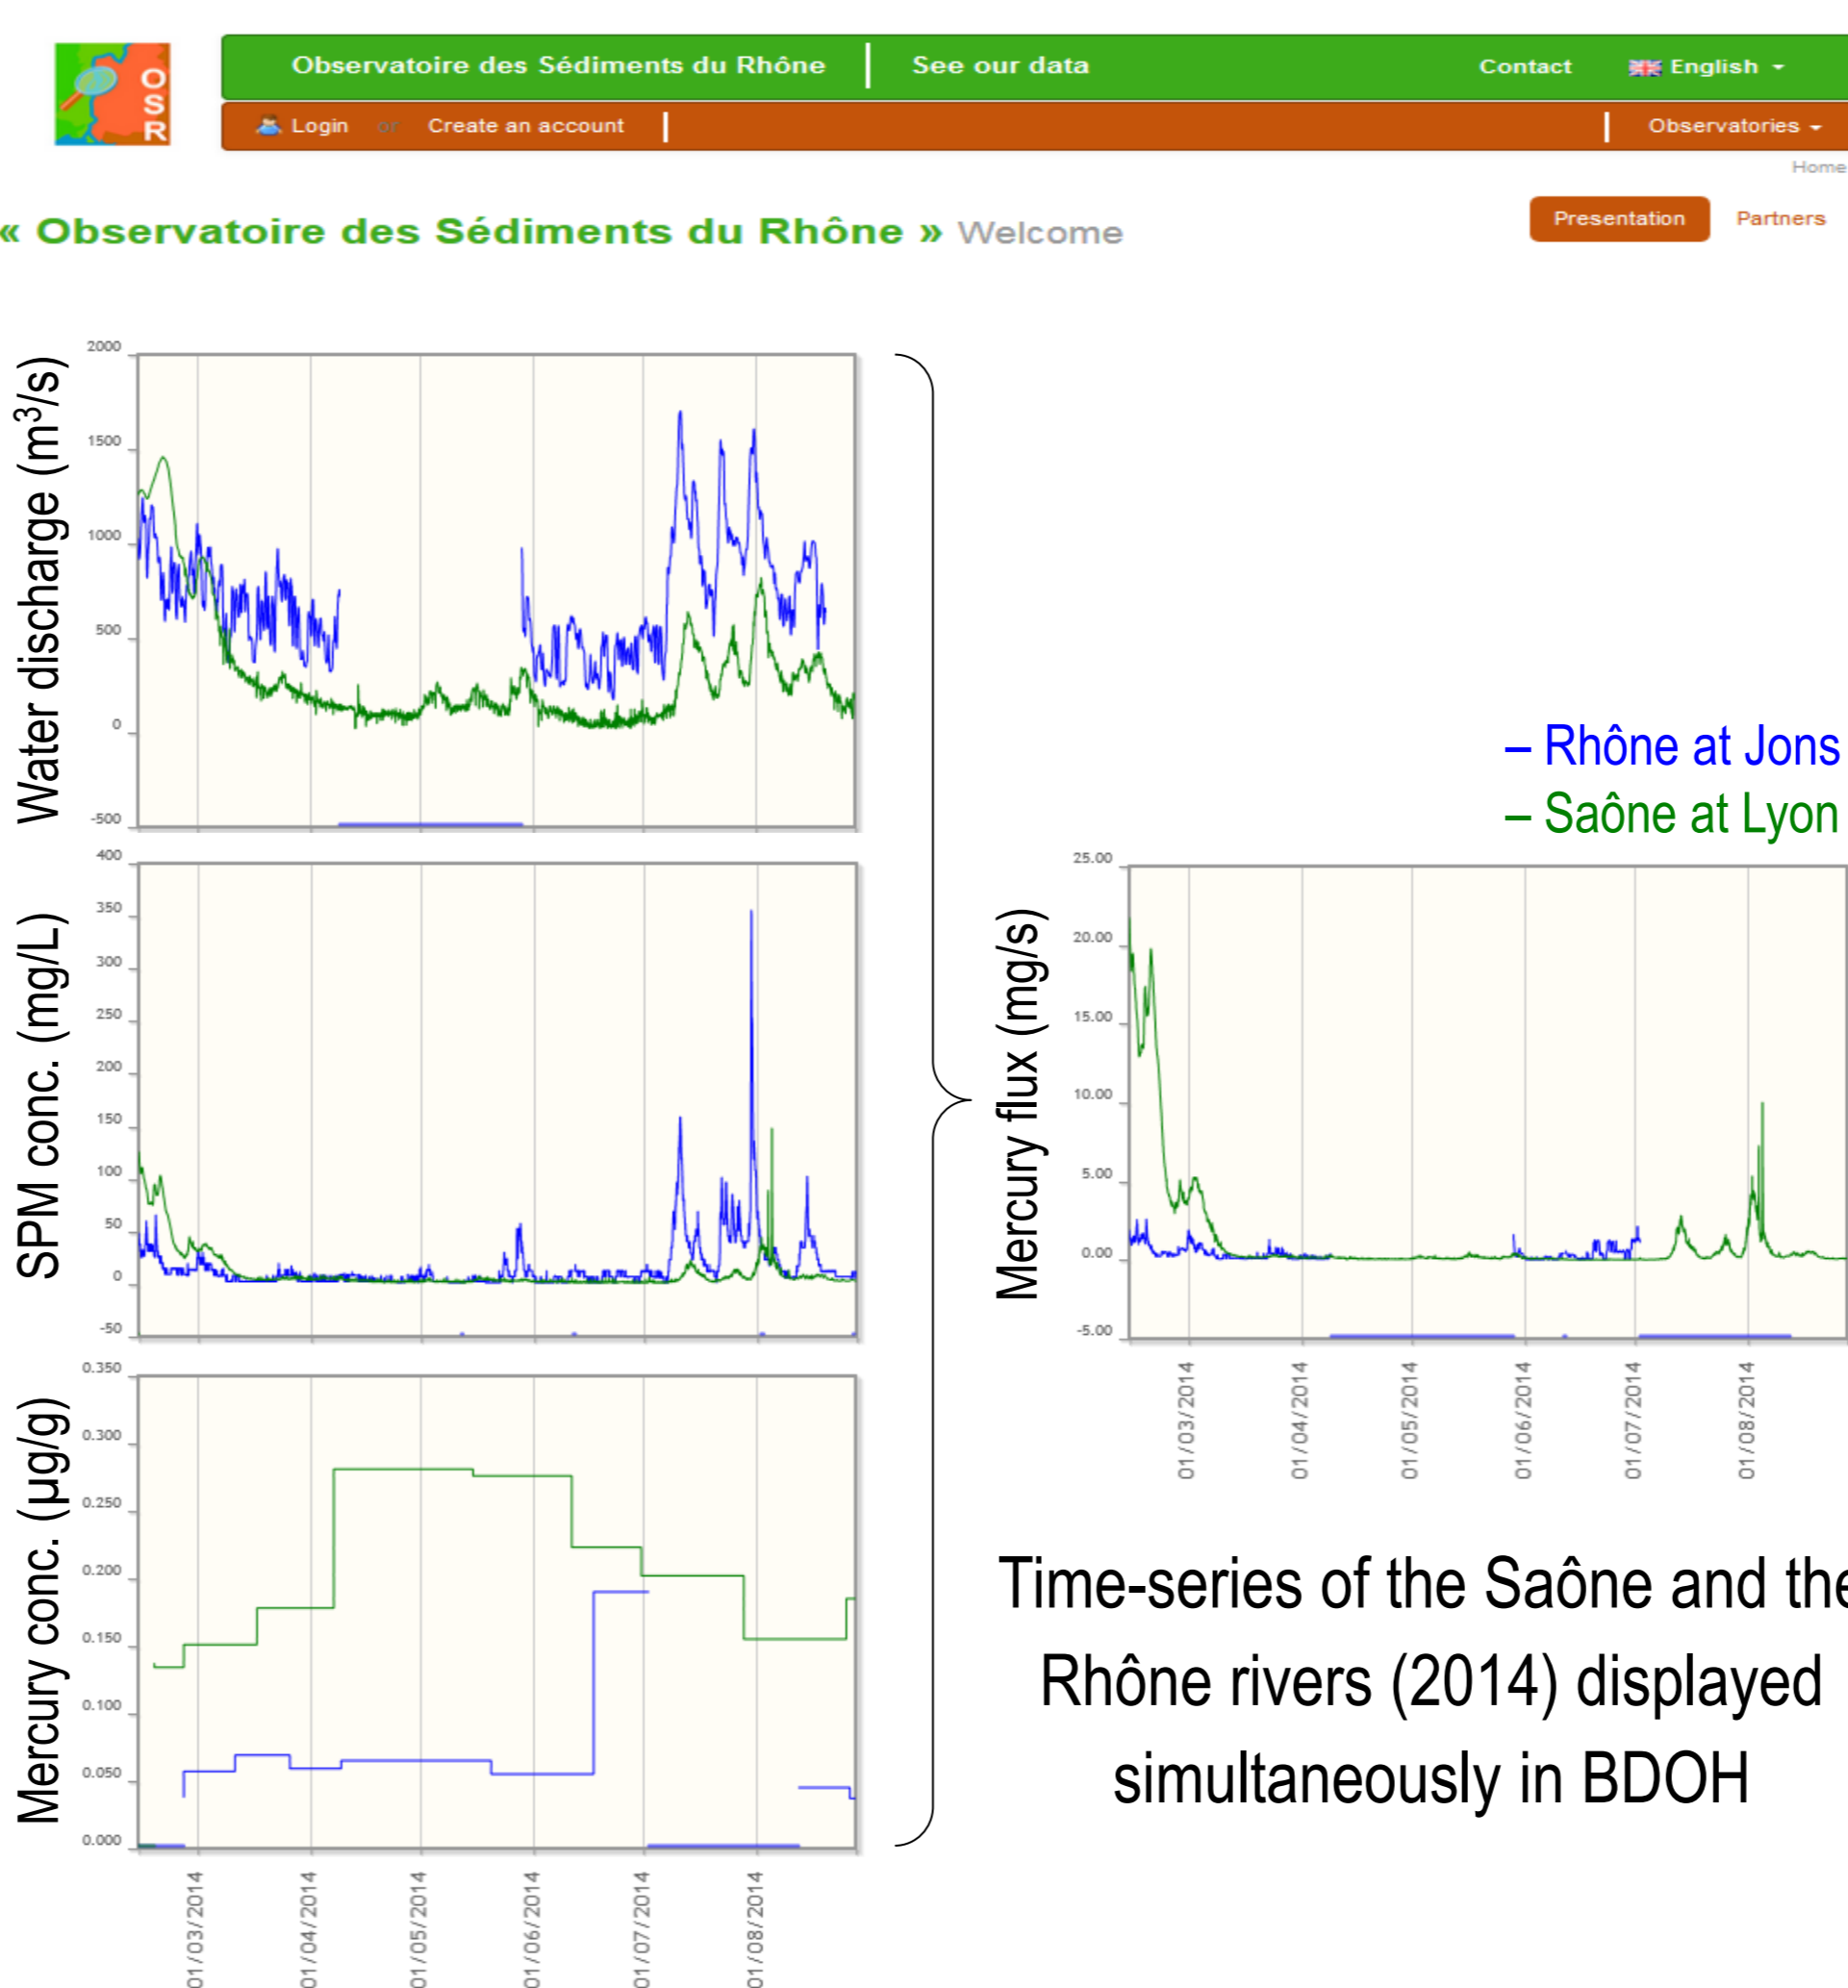 OSR
Observatoire des Sédiments du Rhône
See our data
Contact
English
Login or Create an account
Observatories
Home
« Observatoire des Sédiments du Rhône » Welcome
Presentation
Partners
Water discharge (m³/s)
2000
1500
1000
500
0
-500
SPM conc. (mg/L)
400
350
300
250
200
150
100
50
0
-50
Mercury conc. (µg/g)
0.350
0.300
0.250
0.200
0.150
0.100
0.050
0.000
01/03/2014
01/04/2014
01/05/2014
01/06/2014
01/07/2014
01/08/2014
– Rhône at Jons
– Saône at Lyon
Mercury flux (mg/s)
25.00
20.00
15.00
10.00
5.00
0.00
-5.00
01/03/2014
01/04/2014
01/05/2014
01/06/2014
01/07/2014
01/08/2014
Time-series of the Saône and the
Rhône rivers (2014) displayed
simultaneously in BDOH